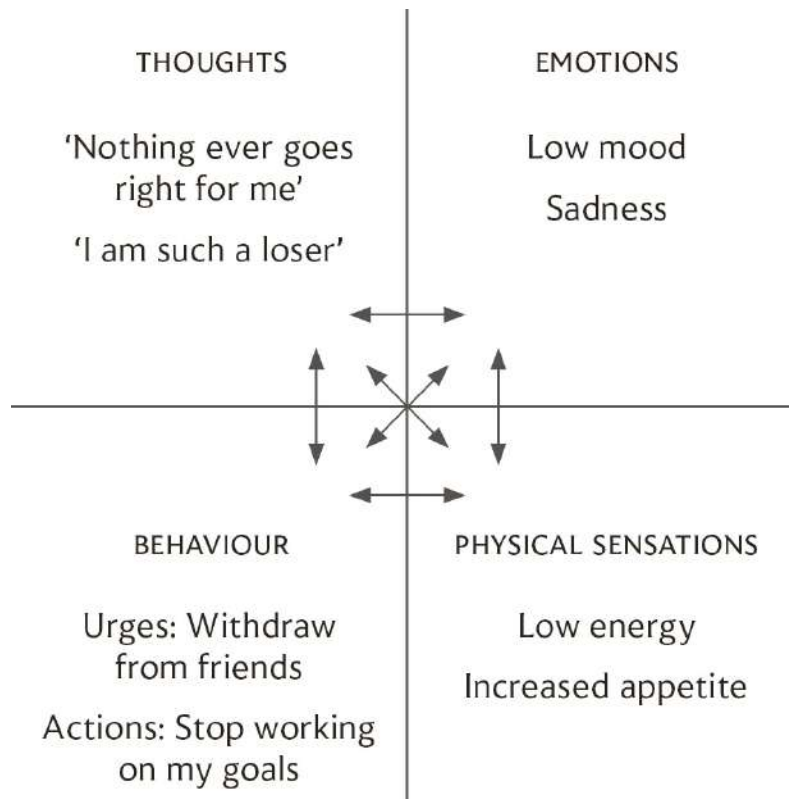 THOUGHTS
‘Nothing ever goes
right for me’
‘I am such a loser’
EMOTIONS
Low mood
Sadness
BEHAVIOUR
Urges: Withdraw
from friends
Actions: Stop working
on my goals
PHYSICAL SENSATIONS
Low energy
Increased appetite